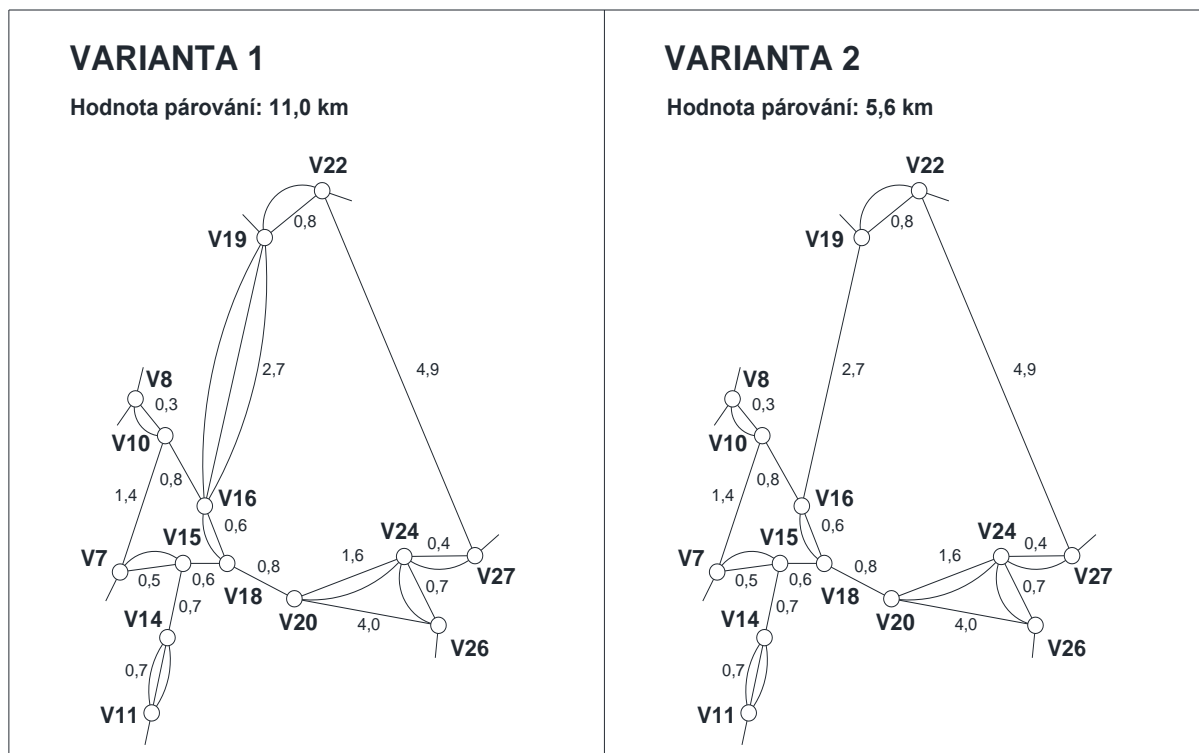 VARIANTA 1
Hodnota párování: 11,0 km
V22
0,8
V19
2,7
4,9
V8
0,3
V10
0,8
1,4
V16
0,6
V15
V24
1,6
0,4
V7
0,5
0,6
0,8
0,7
V27
V18
0,7
V14
V20
4,0
V26
0,7
V11
VARIANTA 2
Hodnota párování: 5,6 km
V22
0,8
V19
2,7
4,9
V8
0,3
V10
0,8
1,4
V16
0,6
V15
V24
1,6
0,4
V7
0,5
0,6
0,8
0,7
V27
V18
0,7
V14
V20
4,0
V26
0,7
V11